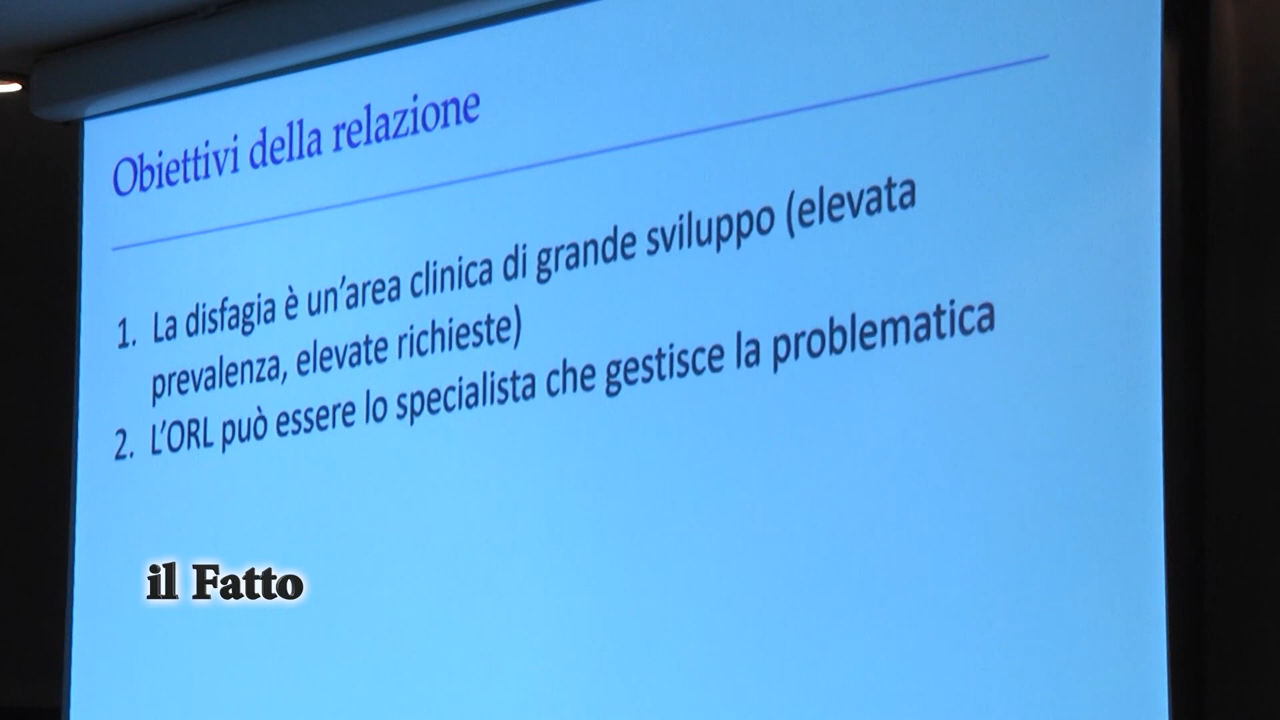 Obiettivi della relazione
1. La disfagia è un'area clinica di grande sviluppo (elevata
prevalenza, elevate richieste)
2. L'ORL può essere lo specialista che gestisce la problematica
il Fatto